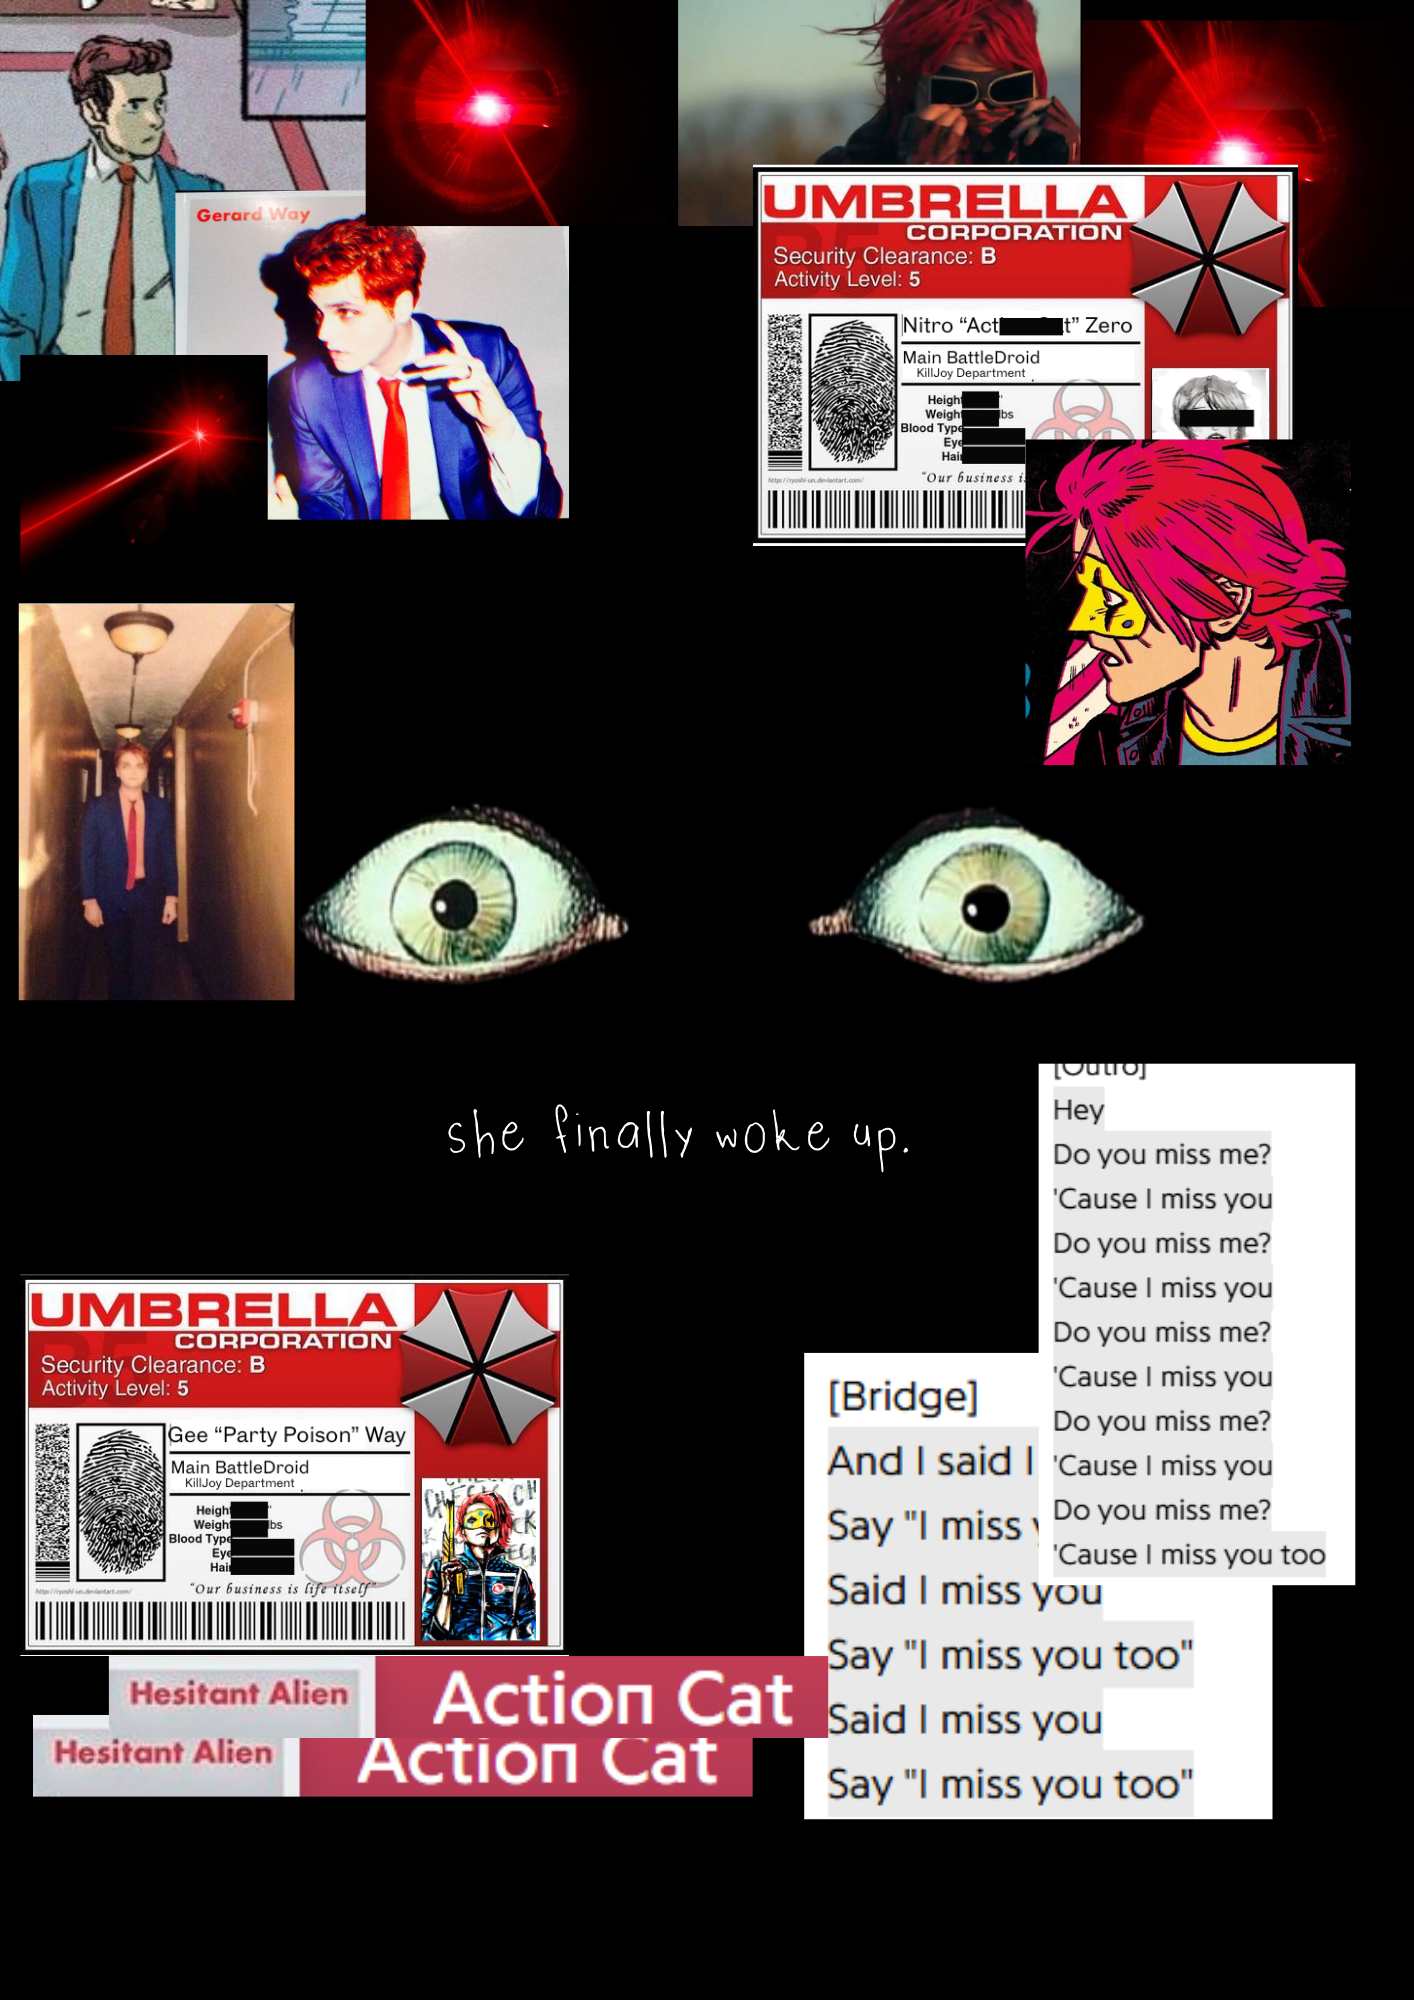 Gerard Way
UMBRELLA
CORPORATION
Security Clearance: B
Activity Level: 5
Nitro “Act t” Zero
Main BattleDroid
KillJoy Department
Height
Weight lbs
Blood Type
Eye
Hair
http://ryoshi-un.deviantart.com/
“Our business is
she finally woke up.
[Outro]
Hey
Do you miss me?
'Cause I miss you
Do you miss me?
'Cause I miss you
Do you miss me?
'Cause I miss you
Do you miss me?
'Cause I miss you
Do you miss me?
'Cause I miss you too
UMBRELLA
CORPORATION
Security Clearance: B
Activity Level: 5
Gee “Party Poison” Way
Main BattleDroid
KillJoy Department
Height
Weight lbs
Blood Type
Eye
Hair
http://ryoshi-un.deviantart.com/
“Our business is life itself”
[Bridge]
And I said I
Say "I miss
Said I miss you
Say "I miss you too"
Said I miss you
Say "I miss you too"
Hesitant Alien Action Cat
Hesitant Alien Action Cat